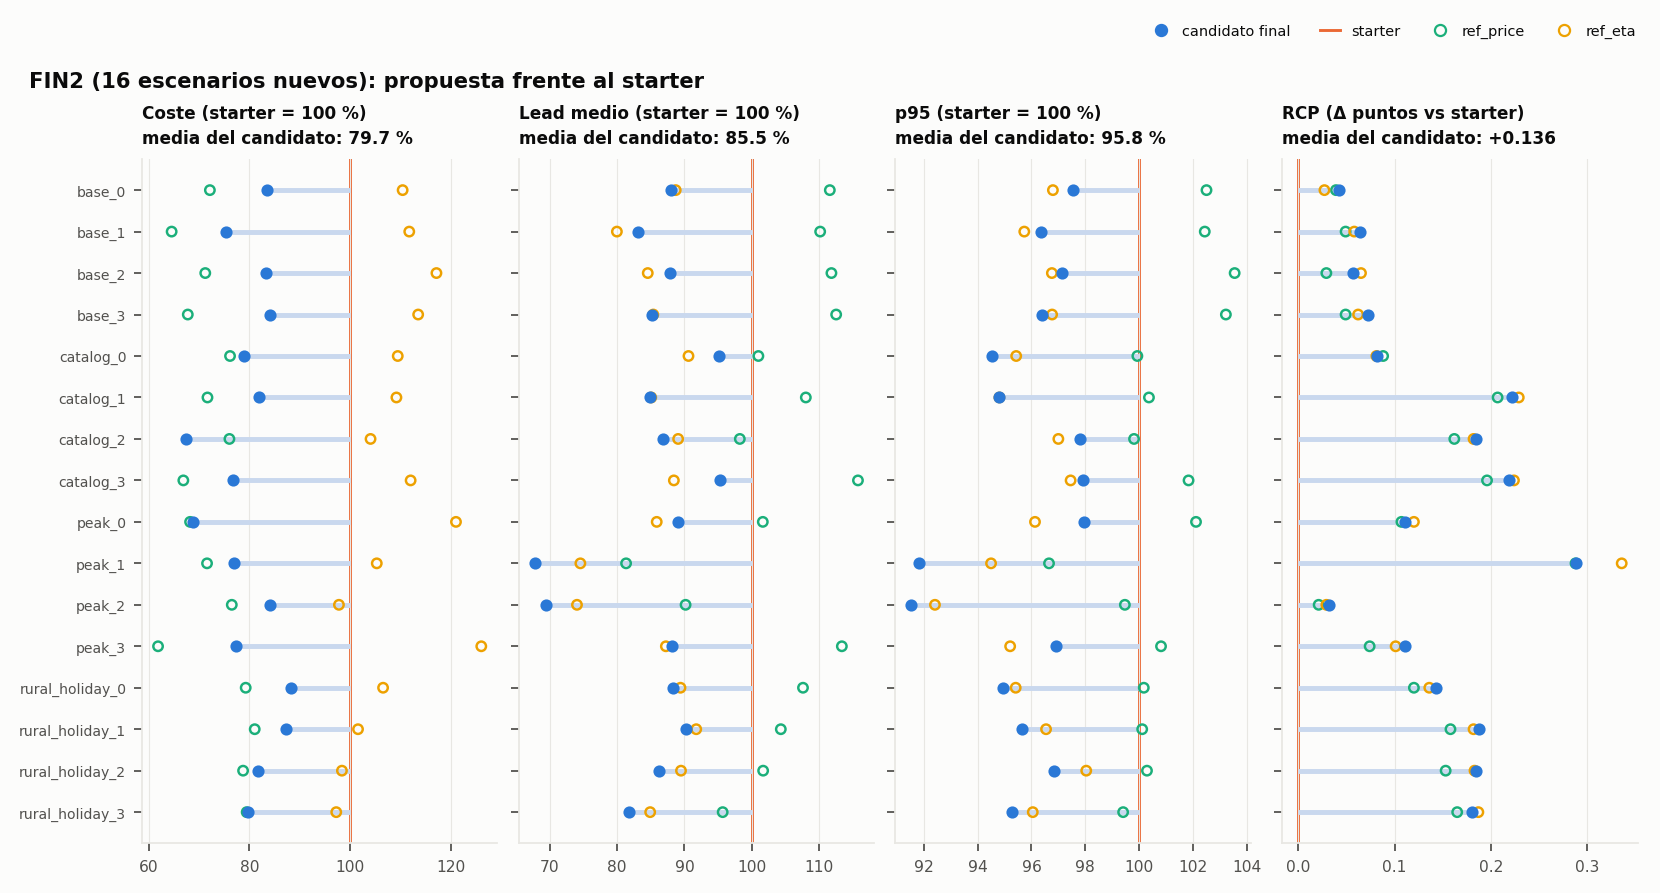 candidato final starter ref_price ref_eta
FIN2 (16 escenarios nuevos): propuesta frente al starter
Coste (starter = 100 %)
media del candidato: 79.7 %
Lead medio (starter = 100 %)
media del candidato: 85.5 %
p95 (starter = 100 %)
media del candidato: 95.8 %
RCP (Δ puntos vs starter)
media del candidato: +0.136
base_0
base_1
base_2
base_3
catalog_0
catalog_1
catalog_2
catalog_3
peak_0
peak_1
peak_2
peak_3
rural_holiday_0
rural_holiday_1
rural_holiday_2
rural_holiday_3
60 80 100 120
70 80 90 100 110
92 94 96 98 100 102 104
0.0 0.1 0.2 0.3